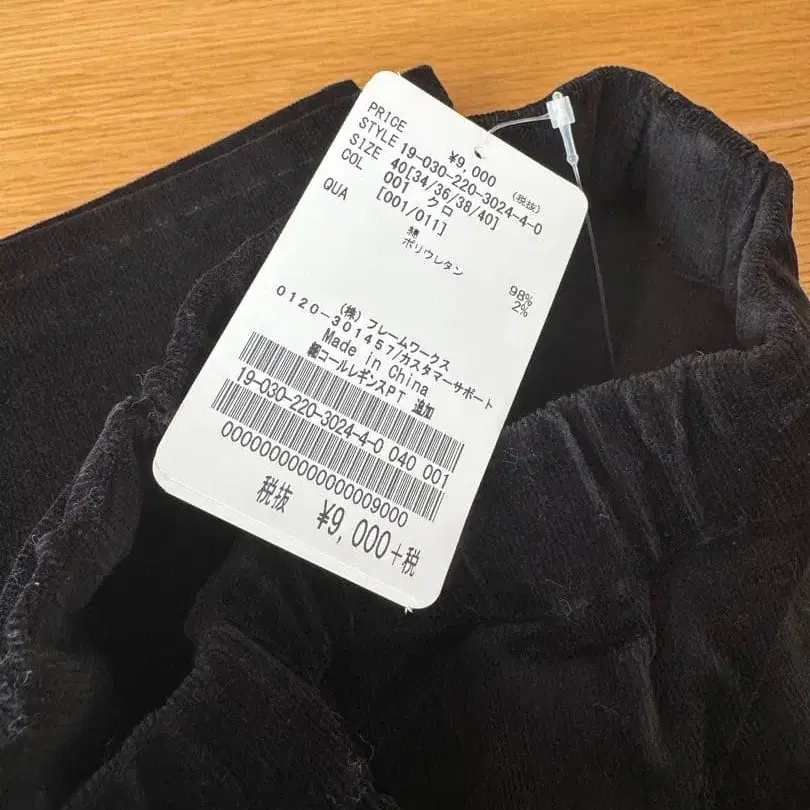 PRICE ¥9,000 (税抜)
STYLE 19-030-220-3024-4-0
SIZE 40[34/36/38/40]
COL 001 クロ
[001/011]
QUA 綿 98%
ポリウレタン 2%
(株) フレームワークス
0120-301457/カスタマーサポート
Made in China
細コールレギンスPT 追加
19-030-220-3024-4-0 040 001
000000000000000009000
税抜 ¥9,000+税